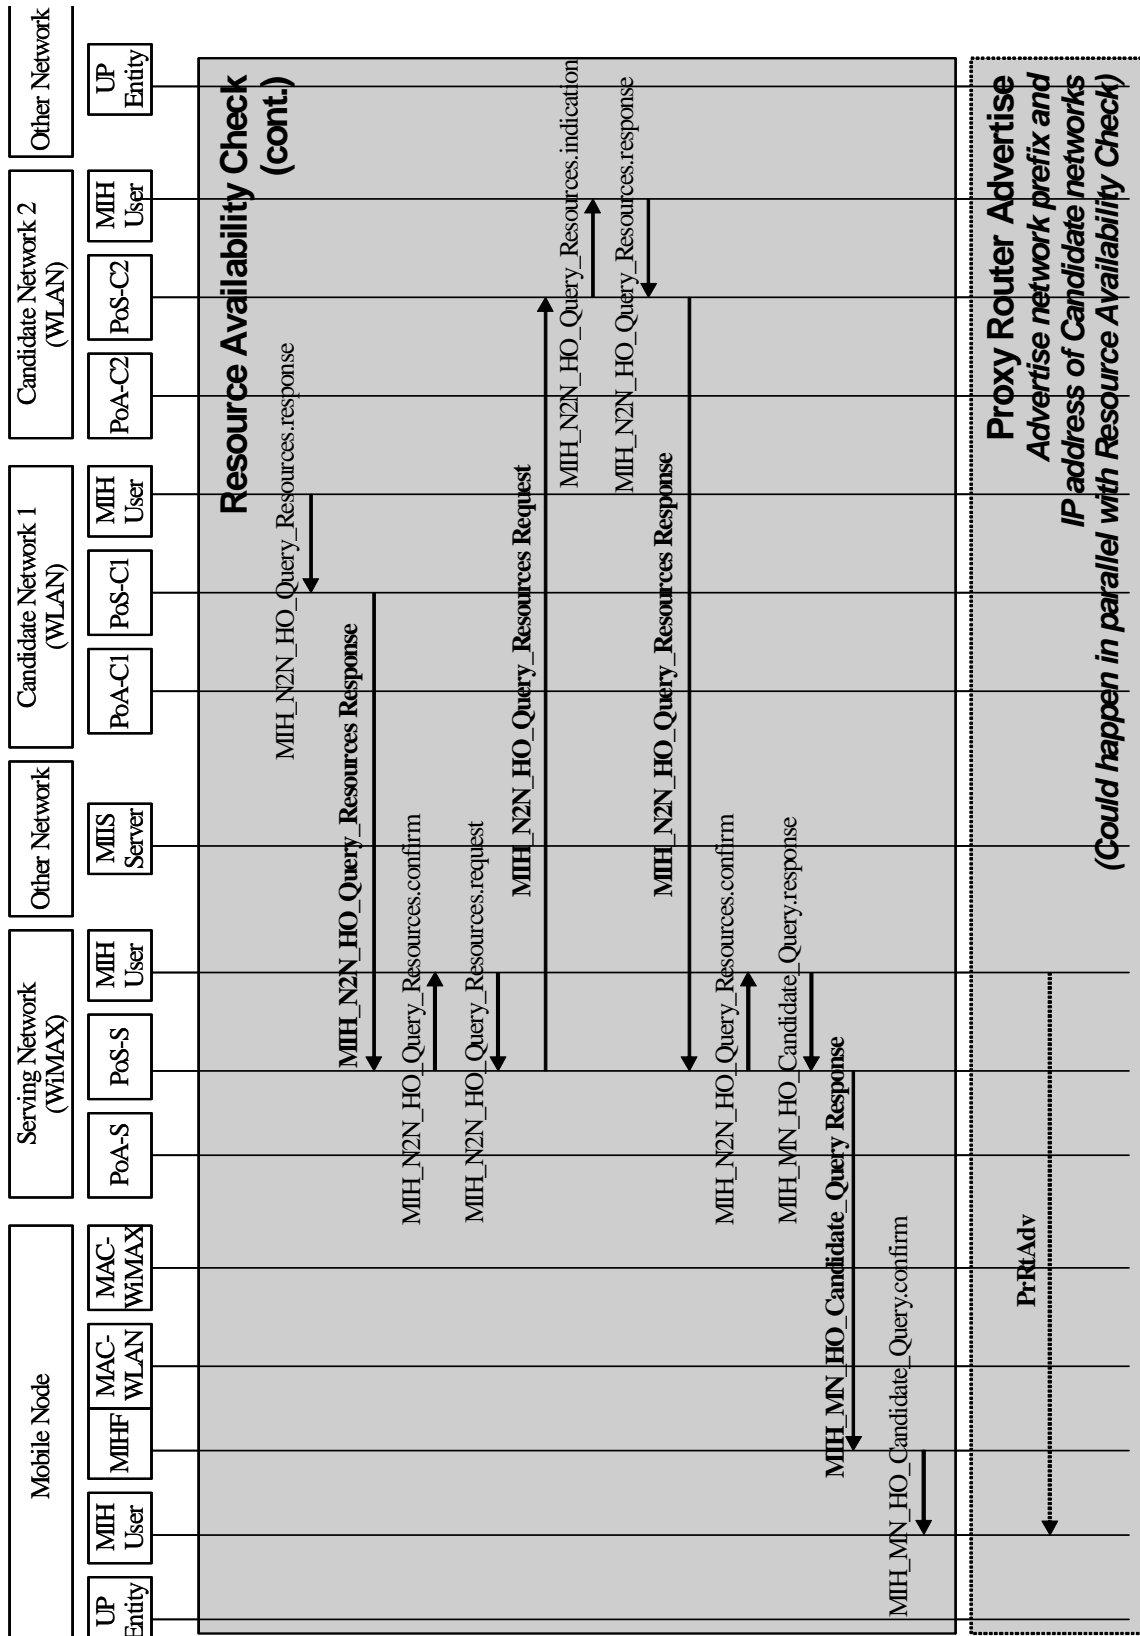 Mobile Node
Serving Network
(WiMAX)
Other Network
Candidate Network 1
(WLAN)
Candidate Network 2
(WLAN)
Other Network
UP
Entity
MIH
User
MIHF
MAC-
WLAN
MAC-
WiMAX
PoA-S
PoS-S
MIH
User
MIIS
Server
PoA-C1
PoS-C1
MIH
User
PoA-C2
PoS-C2
MIH
User
UP
Entity
Resource Availability Check
(cont.)
MIH_N2N_HO_Query_Resources.response
MIH_N2N_HO_Query_Resources Response
MIH_N2N_HO_Query_Resources.confirm
MIH_N2N_HO_Query_Resources.request
MIH_N2N_HO_Query_Resources Request
MIH_N2N_HO_Query_Resources.indication
MIH_N2N_HO_Query_Resources.response
MIH_N2N_HO_Query_Resources Response
MIH_N2N_HO_Query_Resources.confirm
MIH_MN_HO_Candidate_Query.response
MIH_MN_HO_Candidate_Query Response
MIH_MN_HO_Candidate_Query.confirm
Proxy Router Advertise
Advertise network prefix and
IP address of Candidate networks
(Could happen in parallel with Resource Availability Check)
PrRtAdv